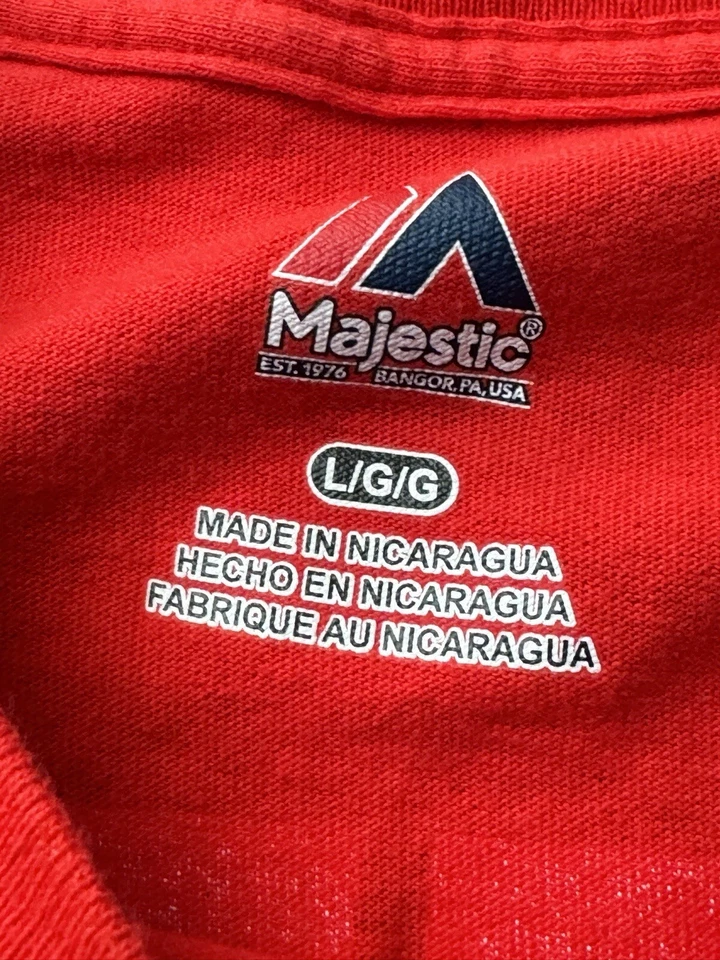 Majestic®
EST. 1976 BANGOR, PA, USA
L/G/G
MADE IN NICARAGUA
HECHO EN NICARAGUA
FABRIQUE AU NICARAGUA